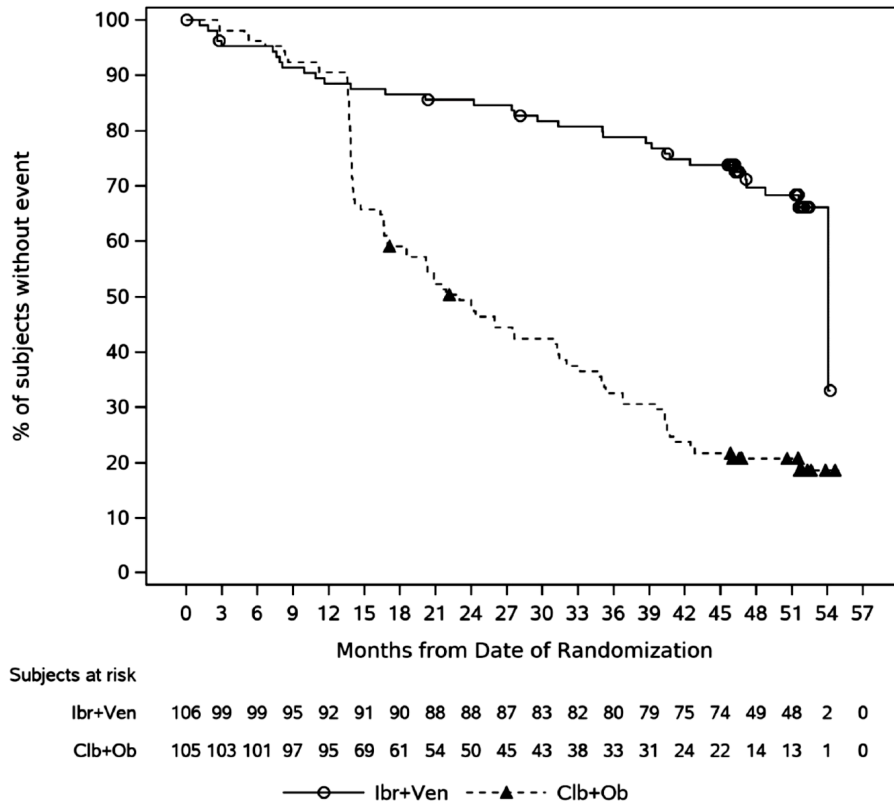 % of subjects without event
100
90
80
70
60
50
40
30
20
10
0
0 3 6 9 12 15 18 21 24 27 30 33 36 39 42 45 48 51 54 57
Months from Date of Randomization
Subjects at risk
Ibr+Ven 106 99 99 95 92 91 90 88 88 87 83 82 80 79 75 74 49 48 2 0
Clb+Ob 105 103 101 97 95 69 61 54 50 45 43 38 33 31 24 22 14 13 1 0
Ibr+Ven Clb+Ob